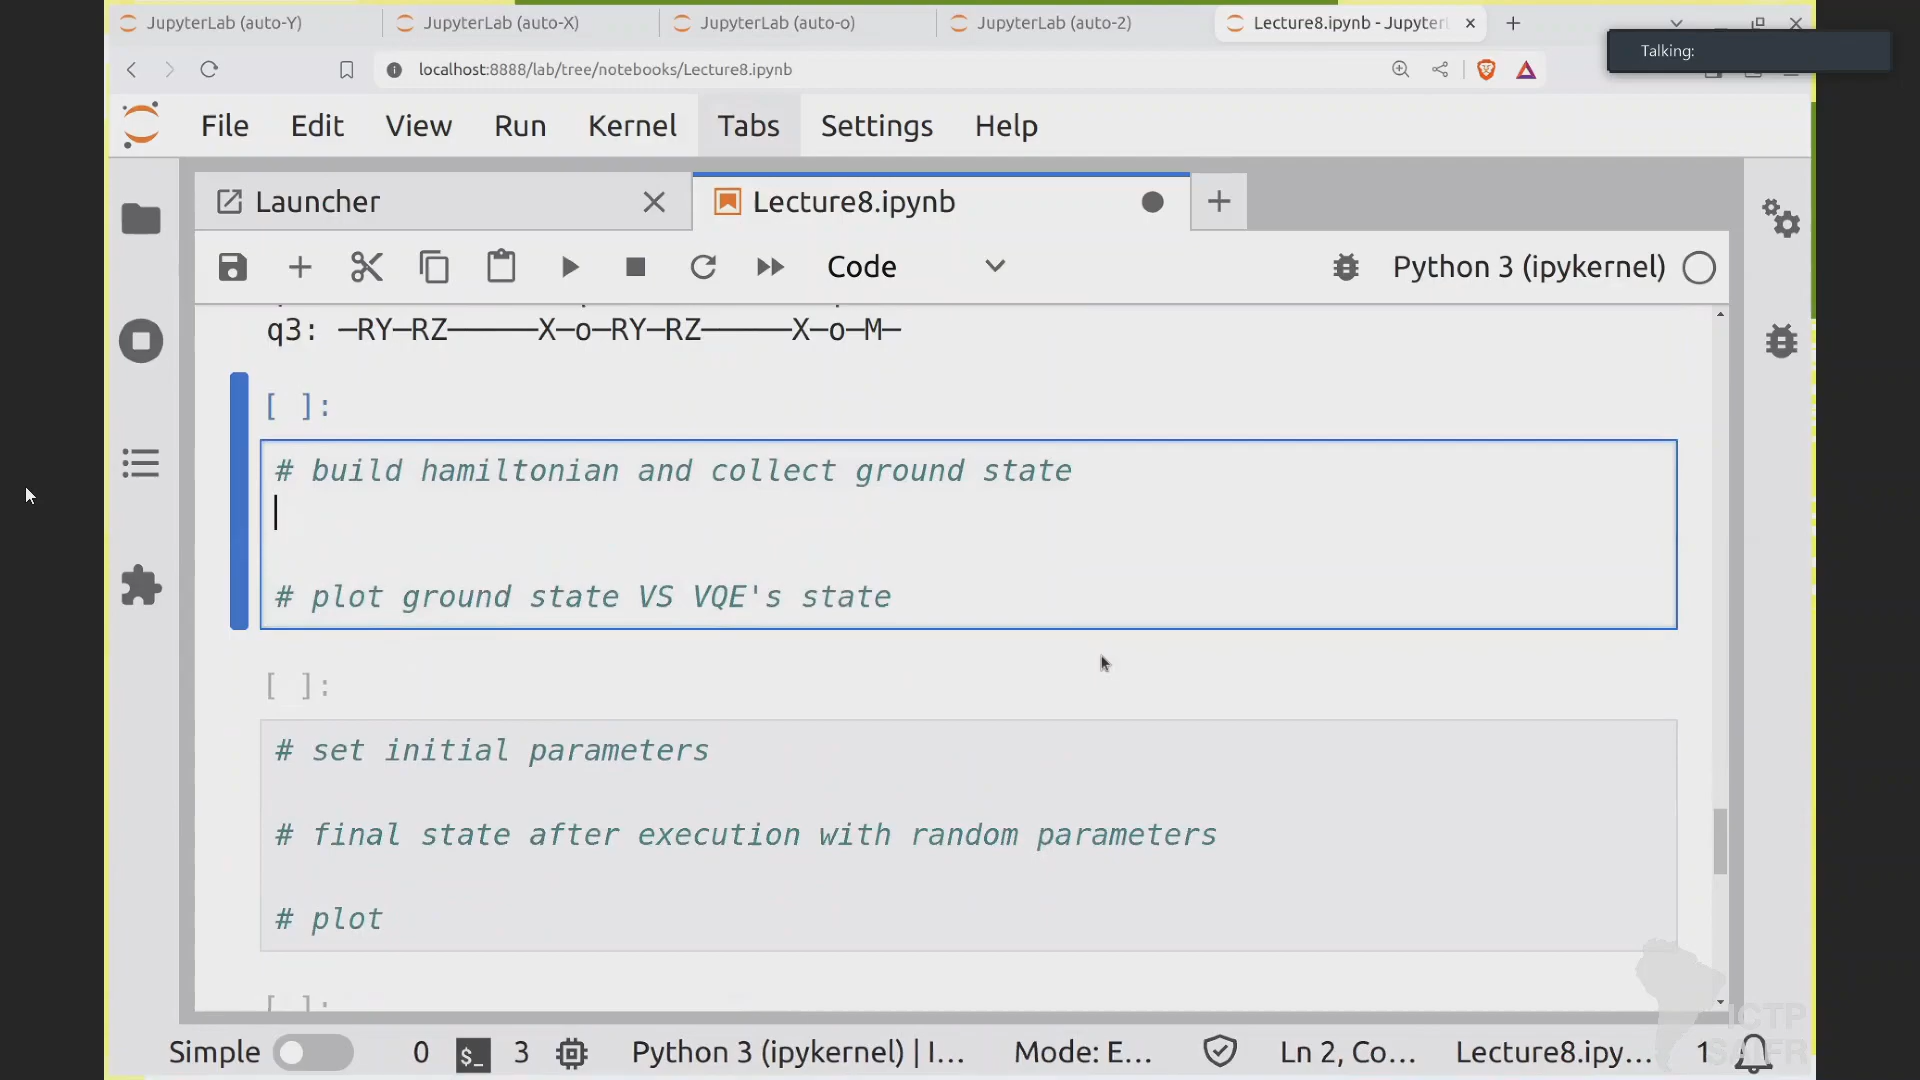 JupyterLab (auto-Y)
JupyterLab (auto-X)
JupyterLab (auto-o)
JupyterLab (auto-2)
Lecture8.ipynb - Jupyter
Talking:
localhost:8888/lab/tree/notebooks/Lecture8.ipynb
File Edit View Run Kernel Tabs Settings Help
Launcher
Lecture8.ipynb
Code
Python 3 (ipykernel)
q3: —RY—RZ————X—o—RY—RZ————X—o—M—
[ ]:
# build hamiltonian and collect ground state
# plot ground state VS VQE's state
[ ]:
# set initial parameters
# final state after execution with random parameters
# plot
[ ]:
Simple 0 $_ 3 Python 3 (ipykernel) | I... Mode: E... Ln 2, Co... Lecture8.ipy... 1
ICTP
SAIFR